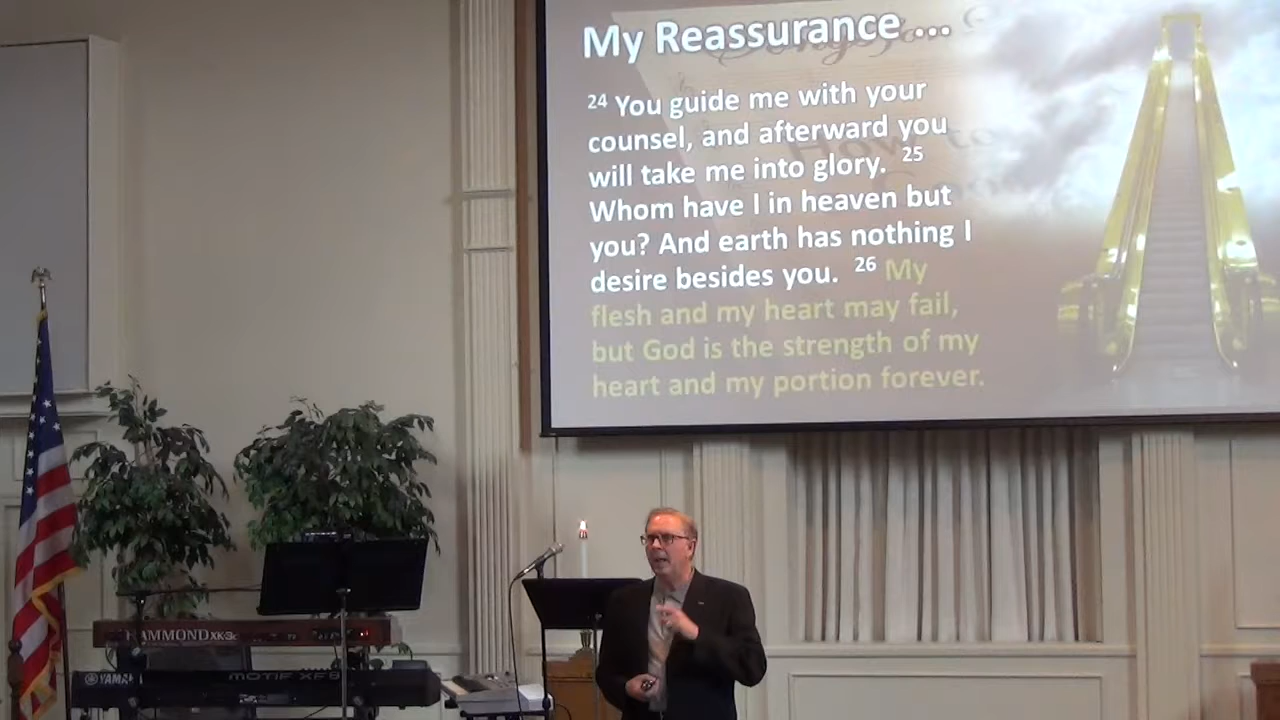 My Reassurance ...
24 You guide me with your
counsel, and afterward you
will take me into glory. 25
Whom have I in heaven but
you? And earth has nothing I
desire besides you. 26 My
flesh and my heart may fail,
but God is the strength of my
heart and my portion forever.
HAMMOND XK-3c
YAMAHA MOTIF XF8